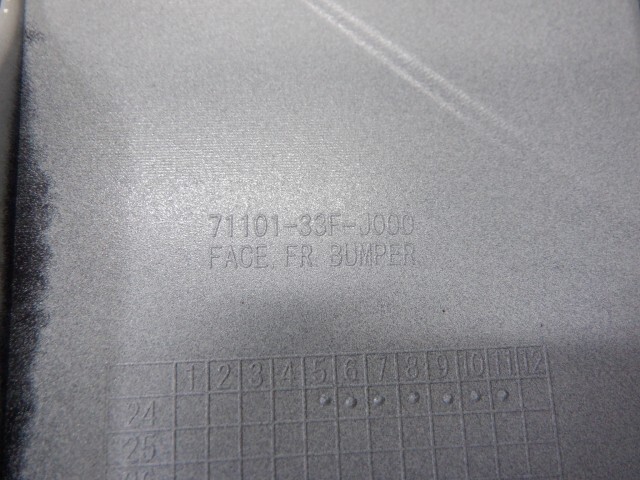 71101-33F-J000
FACE, FR. BUMPER
1 2 3 4 5 6 7 8 9 10 11 12
24
25